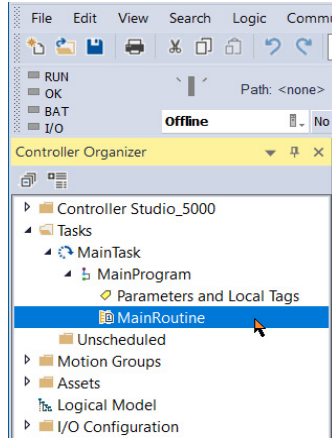 File Edit View Search Logic
RUN
OK
Path: <none>
BAT
I/O
Offline
No
Controller Organizer
Controller Studio_5000
Tasks
MainTask
MainProgram
Parameters and Local Tags
MainRoutine
Unscheduled
Motion Groups
Assets
Logical Model
I/O Configuration